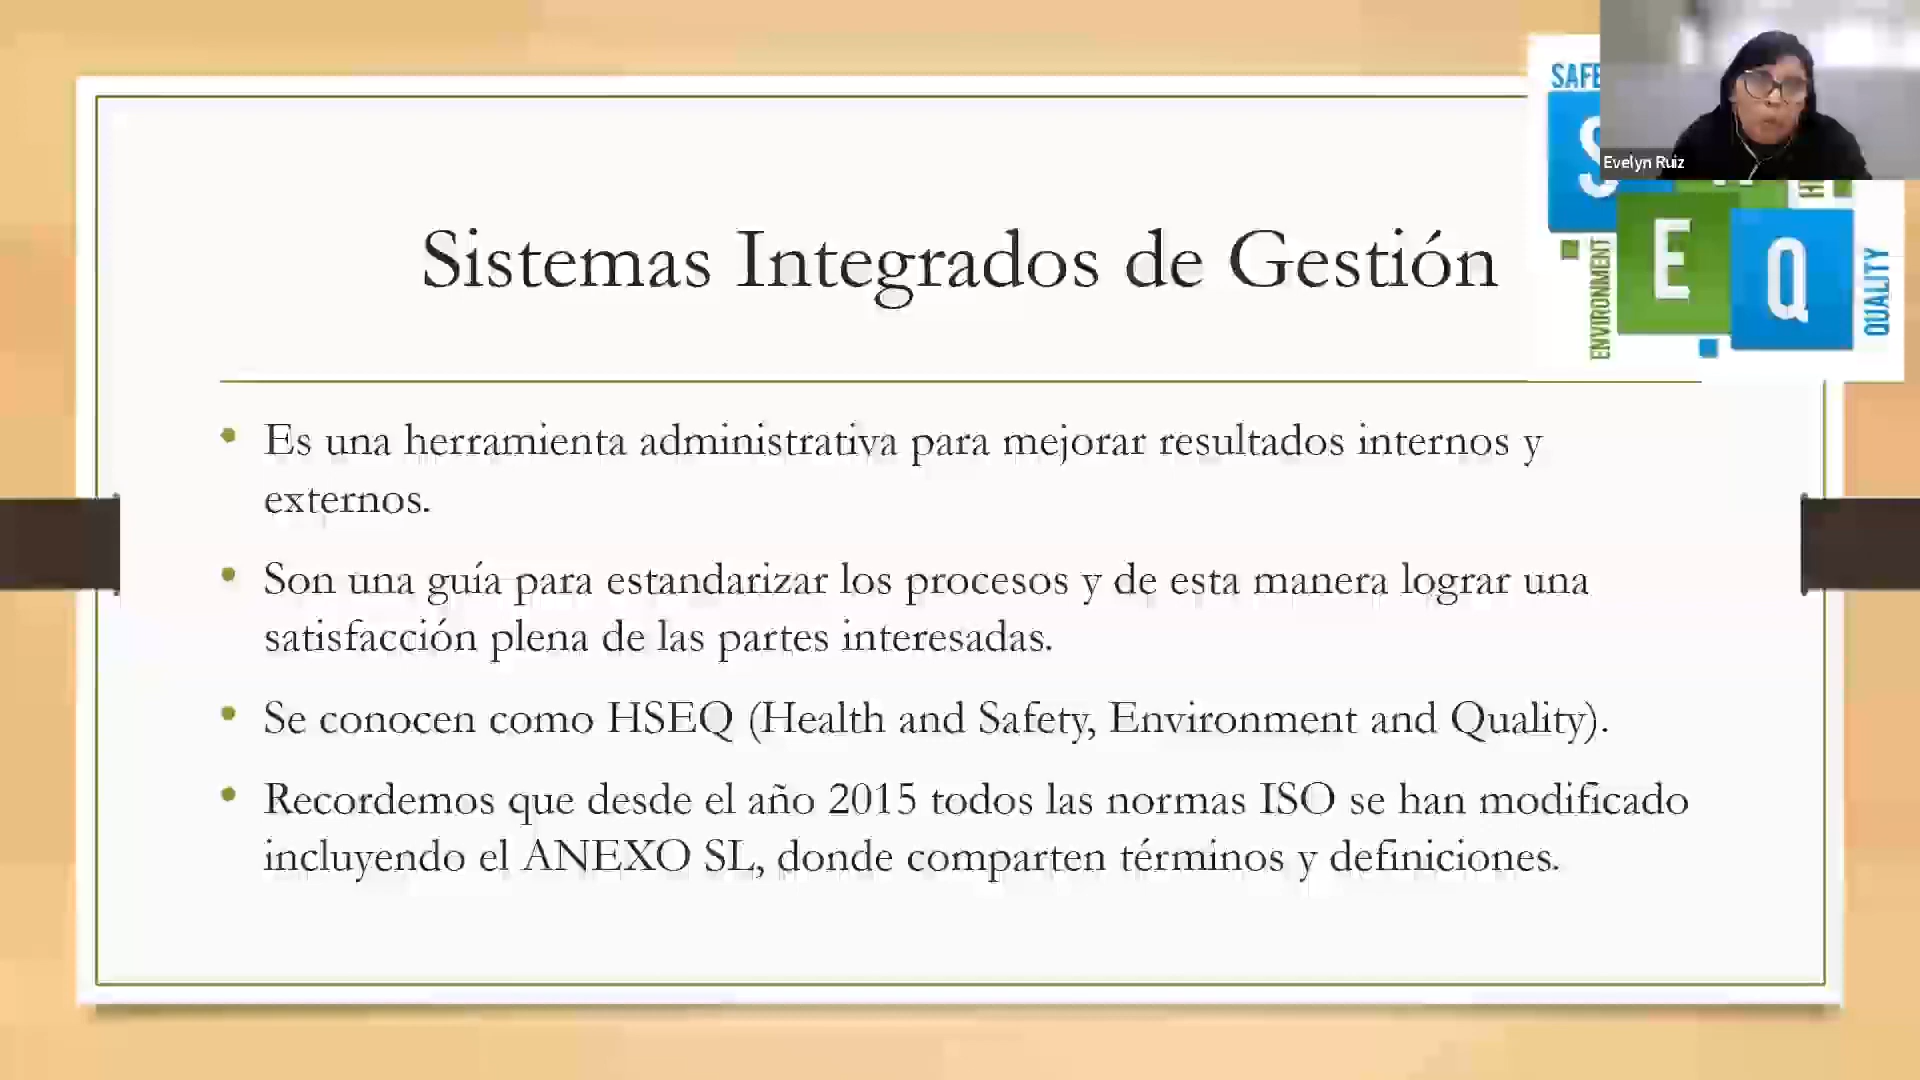 SAFE
Evelyn Ruiz
S
E
Q
ENVIRONMENT
QUALITY
Sistemas Integrados de Gestión
• Es una herramienta administrativa para mejorar resultados internos y
externos.
• Son una guía para estandarizar los procesos y de esta manera lograr una
satisfacción plena de las partes interesadas.
• Se conocen como HSEQ (Health and Safety, Environment and Quality).
• Recordemos que desde el año 2015 todos las normas ISO se han modificado
incluyendo el ANEXO SL, donde comparten términos y definiciones.